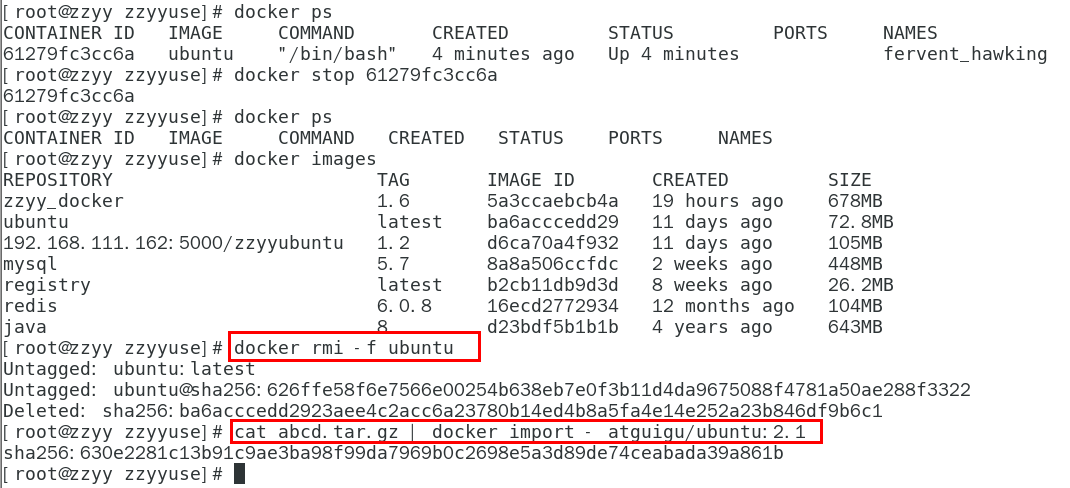 [root@zzyy zzyyuse]# docker ps
CONTAINER ID   IMAGE     COMMAND       CREATED         STATUS         PORTS     NAMES
61279fc3cc6a   ubuntu    "/bin/bash"   4 minutes ago   Up 4 minutes             fervent_hawking
[root@zzyy zzyyuse]# docker stop 61279fc3cc6a
61279fc3cc6a
[root@zzyy zzyyuse]# docker ps
CONTAINER ID   IMAGE     COMMAND   CREATED   STATUS    PORTS     NAMES
[root@zzyy zzyyuse]# docker images
REPOSITORY                        TAG       IMAGE ID       CREATED         SIZE
zzyy_docker                       1.6       5a3ccaebcb4a   19 hours ago    678MB
ubuntu                            latest    ba6acccedd29   11 days ago     72.8MB
192.168.111.162:5000/zzyyubuntu   1.2       d6ca70a4f932   11 days ago     105MB
mysql                             5.7       8a8a506ccfdc   2 weeks ago     448MB
registry                          latest    b2cb11db9d3d   8 weeks ago     26.2MB
redis                             6.0.8     16ecd2772934   12 months ago   104MB
java                              8         d23bdf5b1b1b   4 years ago     643MB
[root@zzyy zzyyuse]# docker rmi -f ubuntu
Untagged: ubuntu:latest
Untagged: ubuntu@sha256:626ffe58f6e7566e00254b638eb7e0f3b11d4da9675088f4781a50ae288f3322
Deleted: sha256:ba6acccedd2923aee4c2acc6a23780b14ed4b8a5fa4e14e252a23b846df9b6c1
[root@zzyy zzyyuse]# cat abcd.tar.gz | docker import - atguigu/ubuntu:2.1
sha256:630e2281c13b91c9ae3ba98f99da7969b0c2698e5a3d89de74ceabada39a861b
[root@zzyy zzyyuse]#